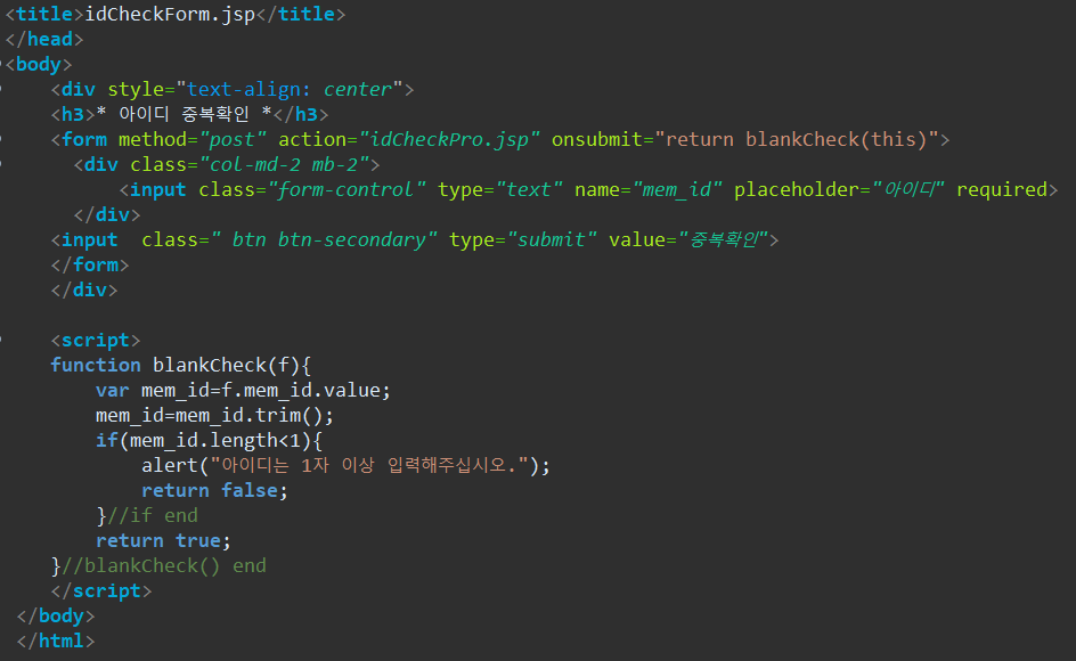 <title>idCheckForm.jsp</title>
</head>
<body>
    <div style="text-align: center">
    <h3>* 아이디 중복확인 *</h3>
    <form method="post" action="idCheckPro.jsp" onsubmit="return blankCheck(this)">
      <div class="col-md-2 mb-2">
          <input class="form-control" type="text" name="mem_id" placeholder="아이디" required>
      </div>
    <input  class=" btn btn-secondary" type="submit" value="중복확인">
    </form>
    </div>

    <script>
    function blankCheck(f){
        var mem_id=f.mem_id.value;
        mem_id=mem_id.trim();
        if(mem_id.length<1){
            alert("아이디는 1자 이상 입력해주십시오.");
            return false;
        }//if end
        return true;
    }//blankCheck() end
    </script>
 </body>
 </html>